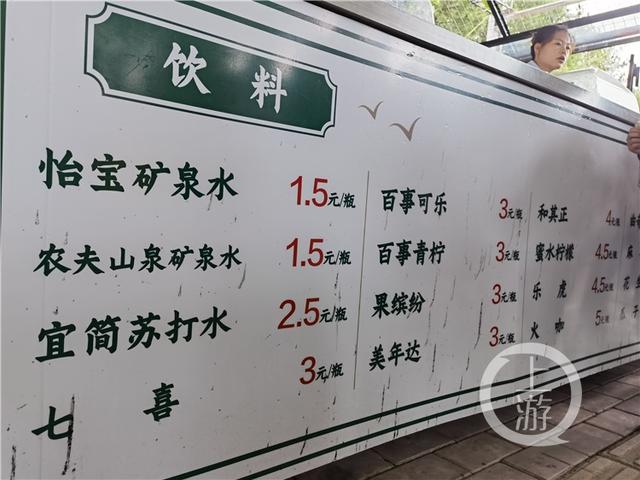 饮料
怡宝矿泉水 1.5元/瓶
农夫山泉矿泉水 1.5元/瓶
宜简苏打水 2.5元/瓶
七喜 3元/瓶
百事可乐 3元/瓶
百事青柠 3元/瓶
果缤纷 3元/瓶
美年达 3元/瓶
和其正 4元/瓶
蜜水柠檬 4.5元/瓶
乐虎 4.5元/瓶
火咖 5元/瓶
上游